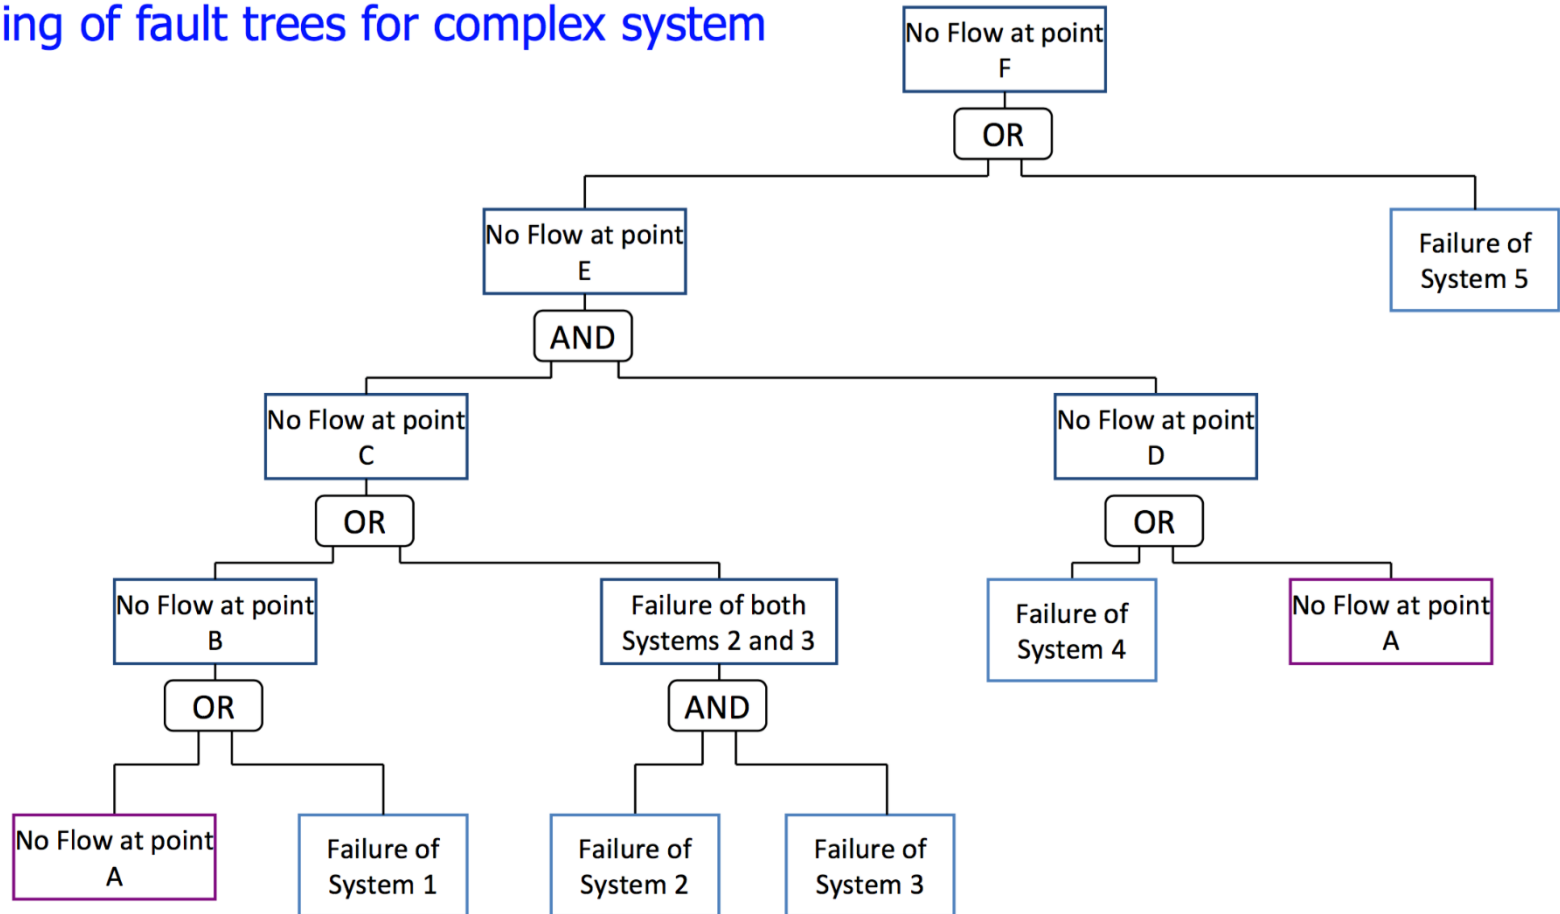 ing of fault trees for complex system
No Flow at point
F
OR
No Flow at point
E
Failure of
System 5
AND
No Flow at point
C
No Flow at point
D
OR
OR
No Flow at point
B
Failure of both
Systems 2 and 3
Failure of
System 4
No Flow at point
A
OR
AND
No Flow at point
A
Failure of
System 1
Failure of
System 2
Failure of
System 3